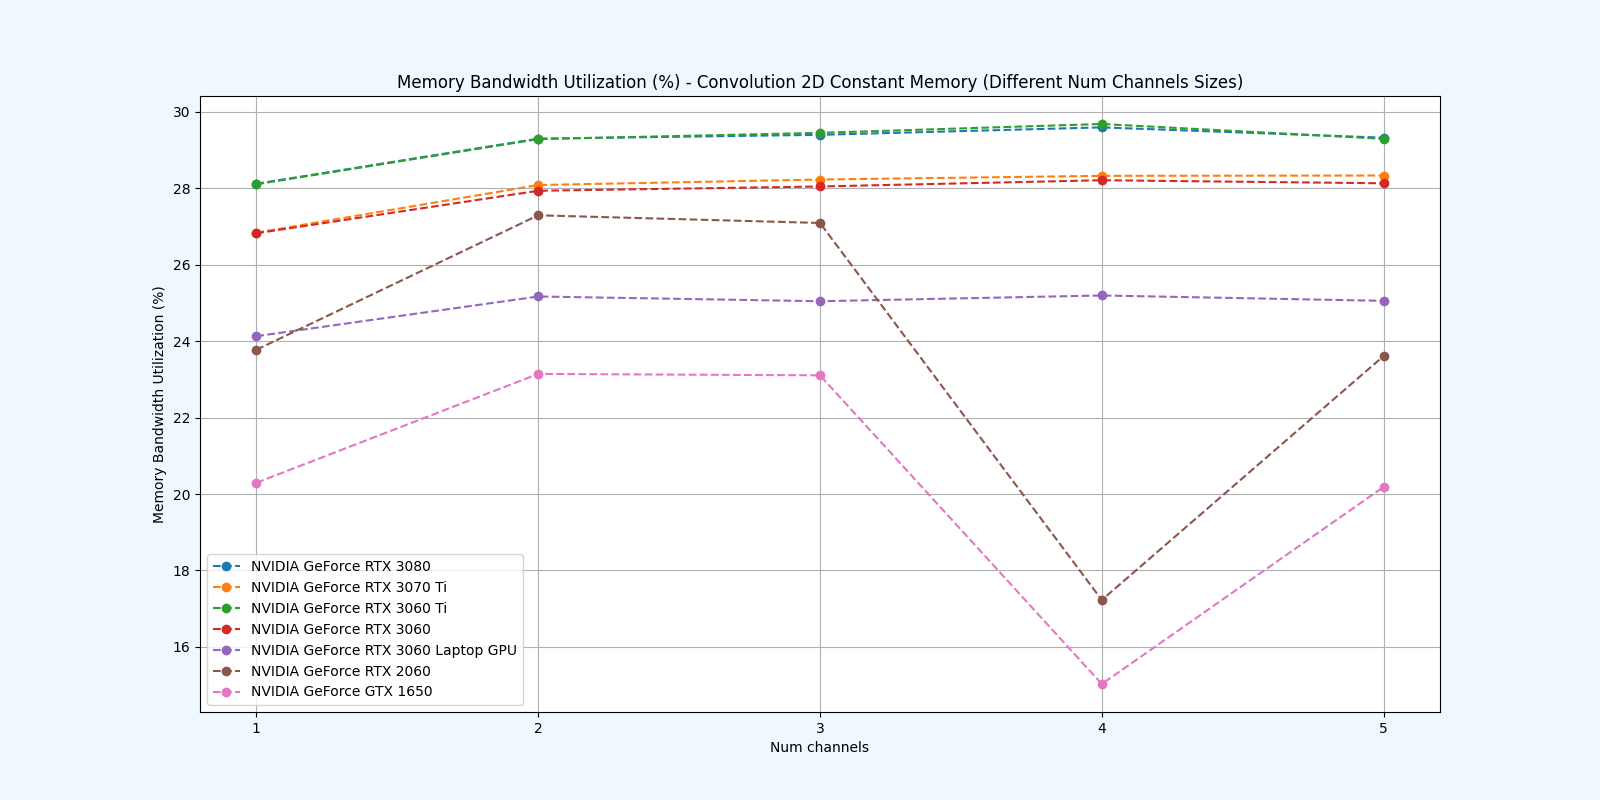 Memory Bandwidth Utilization (%) - Convolution 2D Constant Memory (Different Num Channels Sizes)
Memory Bandwidth Utilization (%)
30
28
26
24
22
20
18
16
NVIDIA GeForce RTX 3080
NVIDIA GeForce RTX 3070 Ti
NVIDIA GeForce RTX 3060 Ti
NVIDIA GeForce RTX 3060
NVIDIA GeForce RTX 3060 Laptop GPU
NVIDIA GeForce RTX 2060
NVIDIA GeForce GTX 1650
1 2 3 4 5
Num channels